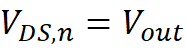 V_{DS,n} = V_{out}